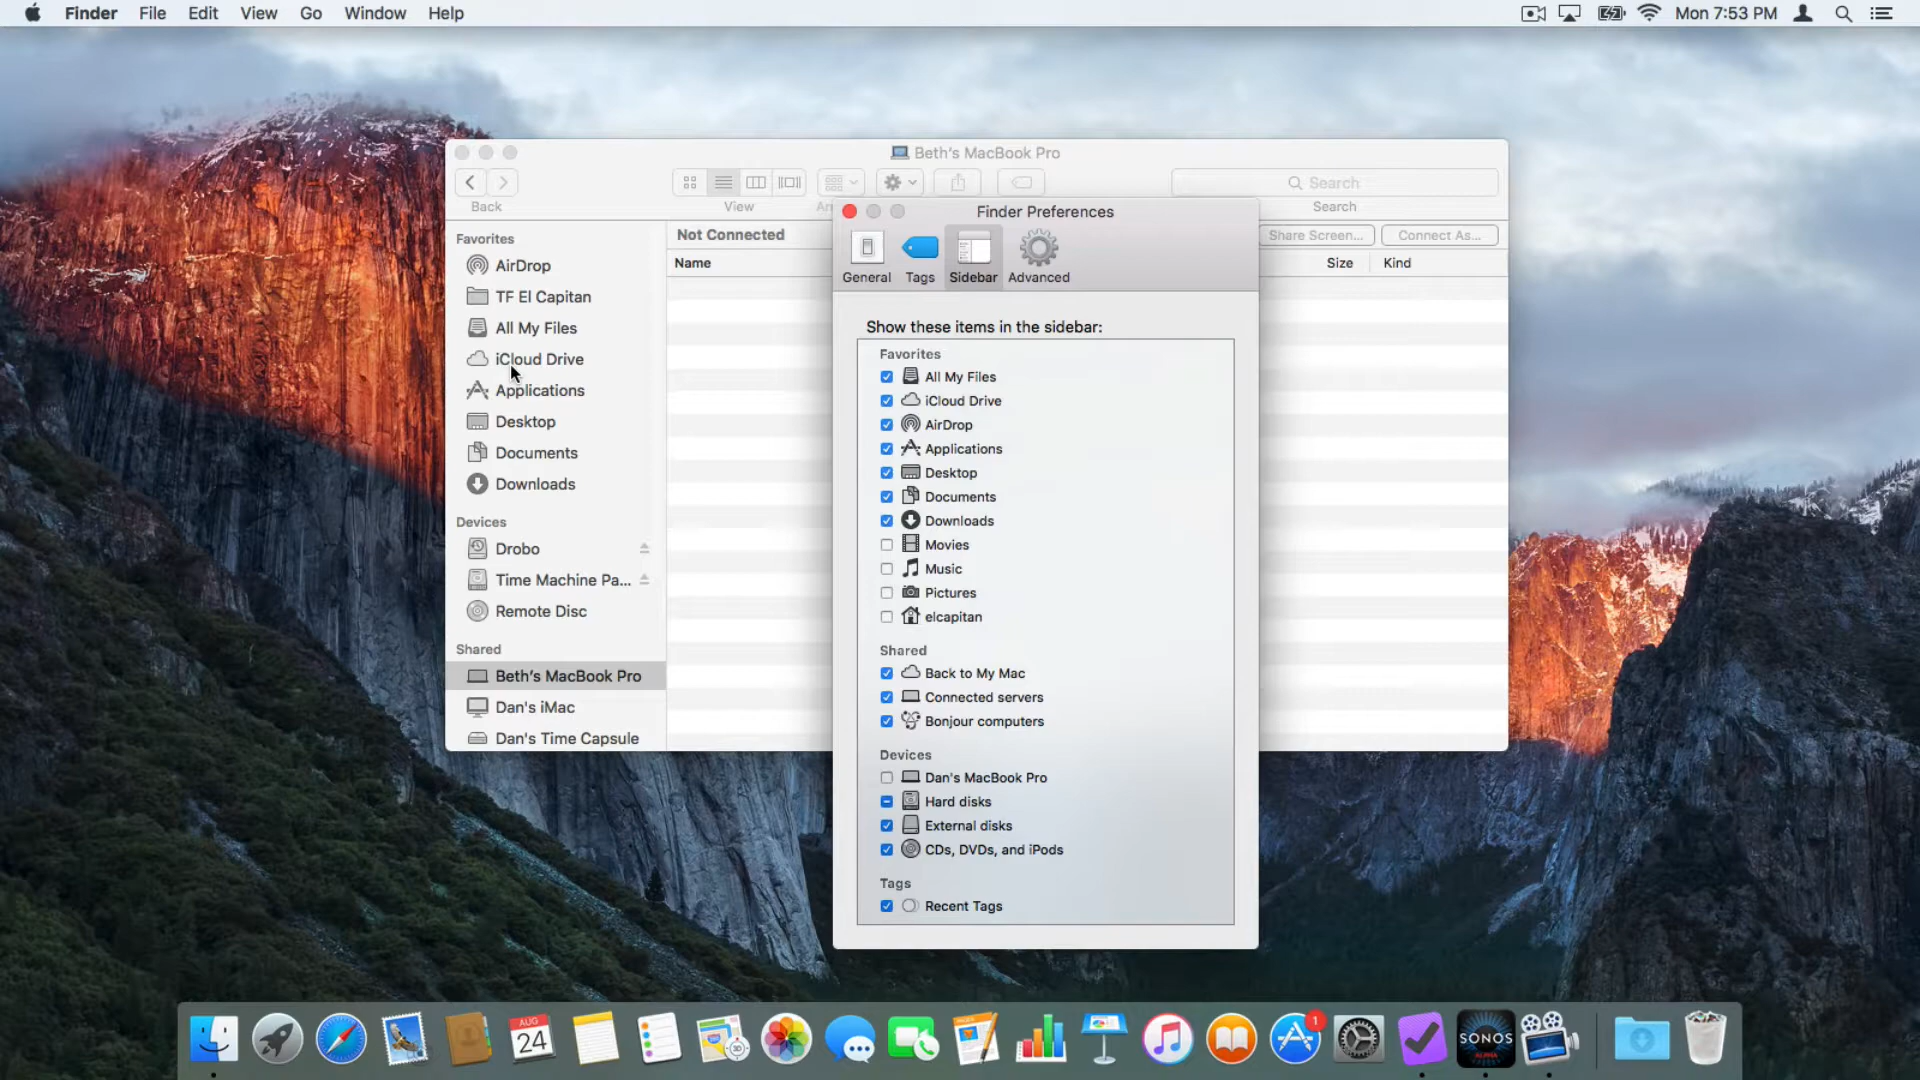 Finder File Edit View Go Window Help
Mon 7:53 PM
Beth's MacBook Pro
Search
Back
View
Search
Not Connected
Share Screen...
Connect As...
Name
Size
Kind
Favorites
AirDrop
TF El Capitan
All My Files
iCloud Drive
Applications
Desktop
Documents
Downloads
Devices
Drobo
Time Machine Pa...
Remote Disc
Shared
Beth's MacBook Pro
Dan's iMac
Dan's Time Capsule
Finder Preferences
General Tags Sidebar Advanced
Show these items in the sidebar:
Favorites
All My Files
iCloud Drive
AirDrop
Applications
Desktop
Documents
Downloads
Movies
Music
Pictures
elcapitan
Shared
Back to My Mac
Connected servers
Bonjour computers
Devices
Dan's MacBook Pro
Hard disks
External disks
CDs, DVDs, and iPods
Tags
Recent Tags
AUG
24
1
SONOS
ALPHA